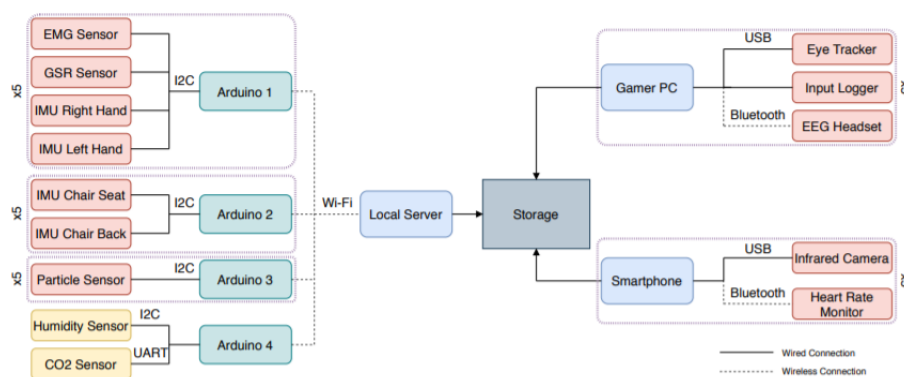 EMG Sensor
GSR Sensor
IMU Right Hand
IMU Left Hand
I2C
Arduino 1
x5
IMU Chair Seat
IMU Chair Back
I2C
Arduino 2
x5
Particle Sensor
I2C
Arduino 3
x5
Humidity Sensor
CO2 Sensor
I2C
UART
Arduino 4
Wi-Fi
Local Server
Storage
Gamer PC
USB
Bluetooth
Eye Tracker
Input Logger
EEG Headset
Smartphone
USB
Bluetooth
Infrared Camera
Heart Rate
Monitor
Wired Connection
Wireless Connection